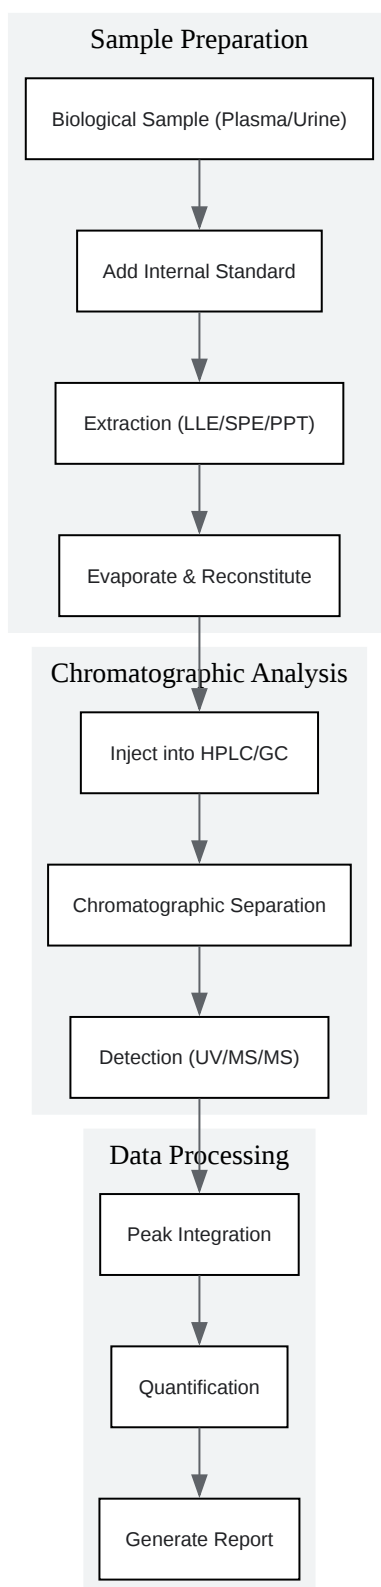 Sample Preparation
Biological Sample (Plasma/Urine)
Add Internal Standard
Extraction (LLE/SPE/PPT)
Evaporate & Reconstitute
Chromatographic Analysis
Inject into HPLC/GC
Chromatographic Separation
Detection (UV/MS/MS)
Data Processing
Peak Integration
Quantification
Generate Report